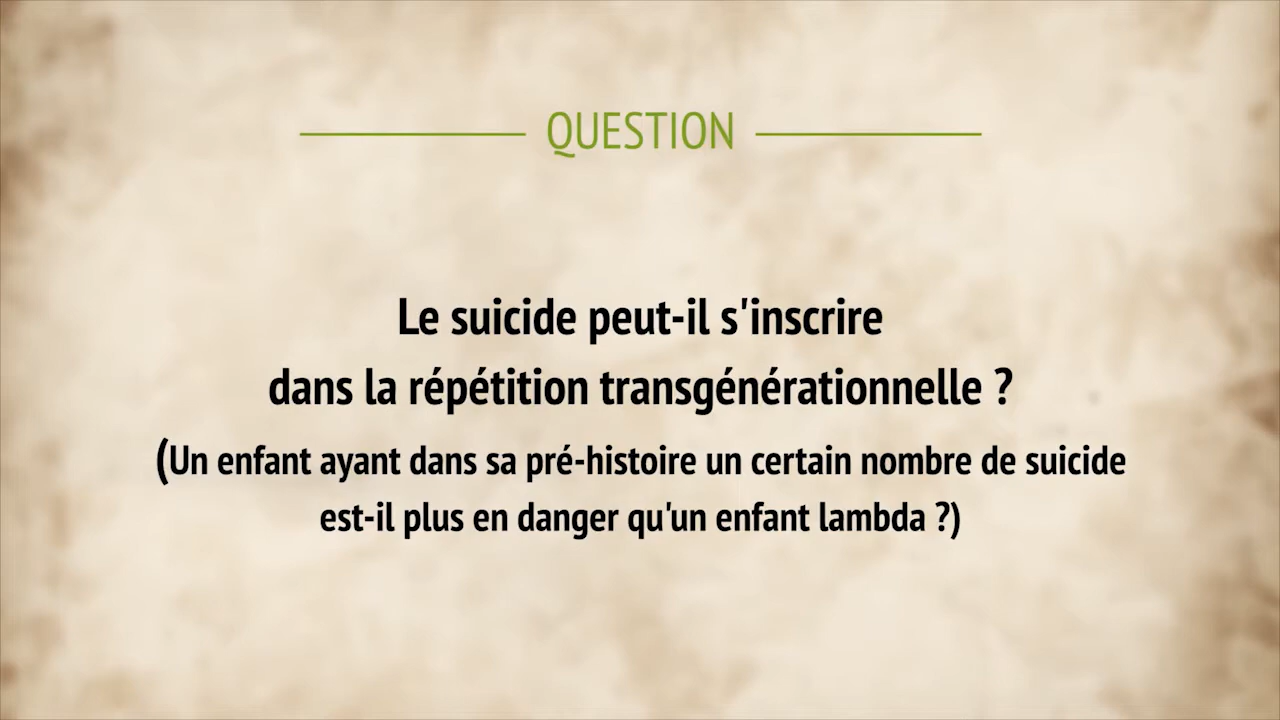 QUESTION
Le suicide peut-il s'inscrire
dans la répétition transgénérationnelle ?
(Un enfant ayant dans sa pré-histoire un certain nombre de suicide
est-il plus en danger qu'un enfant lambda ?)